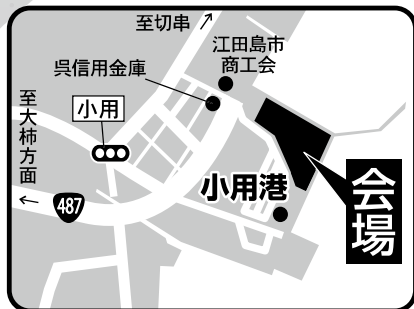 至切串
江田島市
商工会
呉信用金庫
至大柿方面
小用
487
小用港
会場